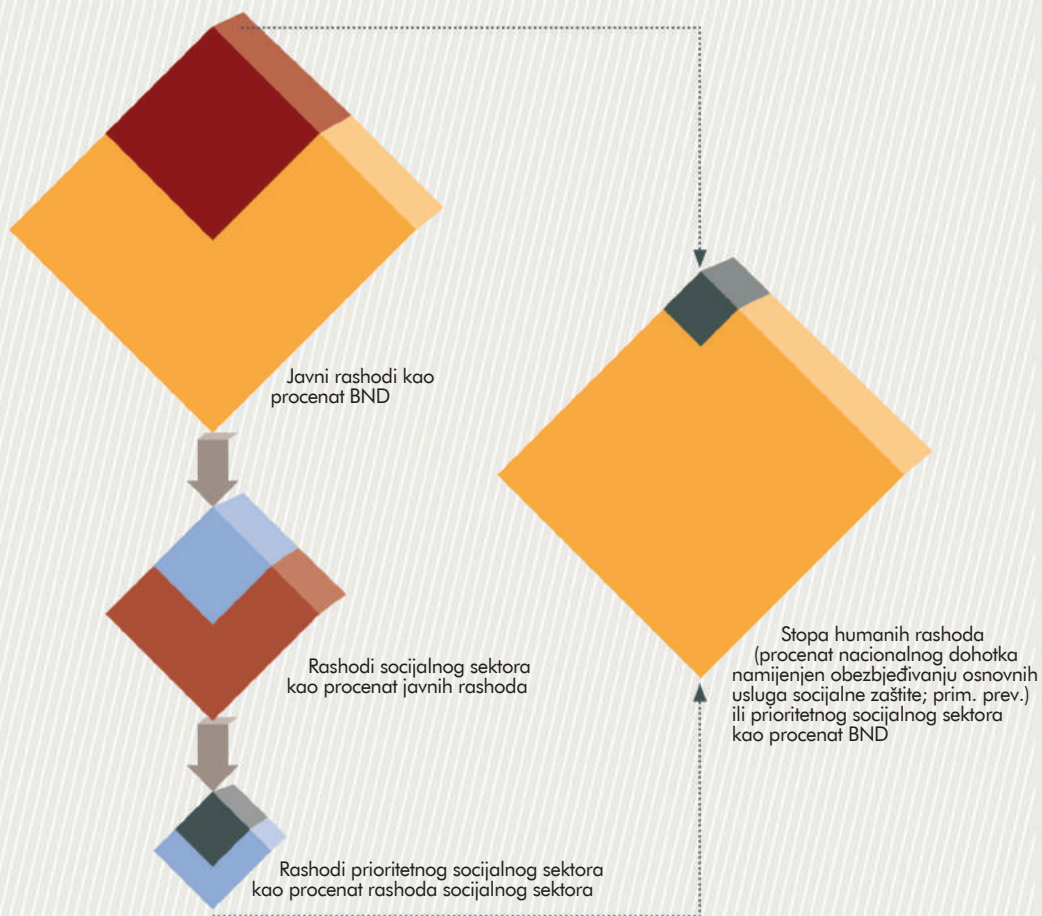 Javni rashodi kao
procenat BND
Rashodi socijalnog sektora
kao procenat javnih rashoda
Rashodi prioritetnog socijalnog sektora
kao procenat rashoda socijalnog sektora
Stopa humanih rashoda
(procenat nacionalnog dohotka
namijenjen obezbjeđivanju osnovnih
usluga socijalne zaštite; prim. prev.)
ili prioritetnog socijalnog sektora
kao procenat BND